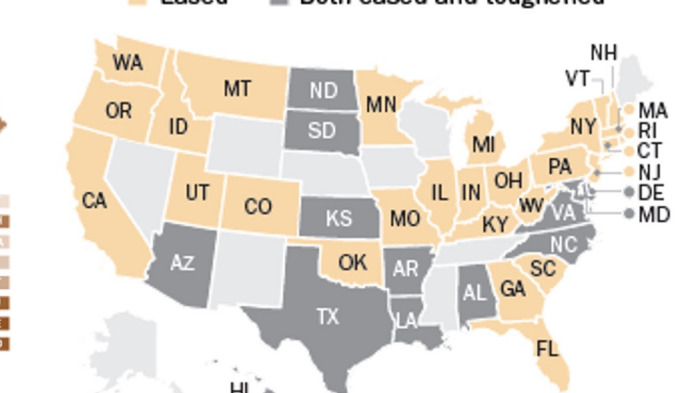 Eased Both eased and toughened
NH
VT
WA
MT
ND
MN
MA
OR
ID
SD
NY
RI
MI
CT
PA
NJ
OH
IL
IN
DE
UT
CO
WV
VA
MD
CA
KS
MO
KY
NC
AZ
OK
AR
SC
GA
AL
TX
LA
FL
HI